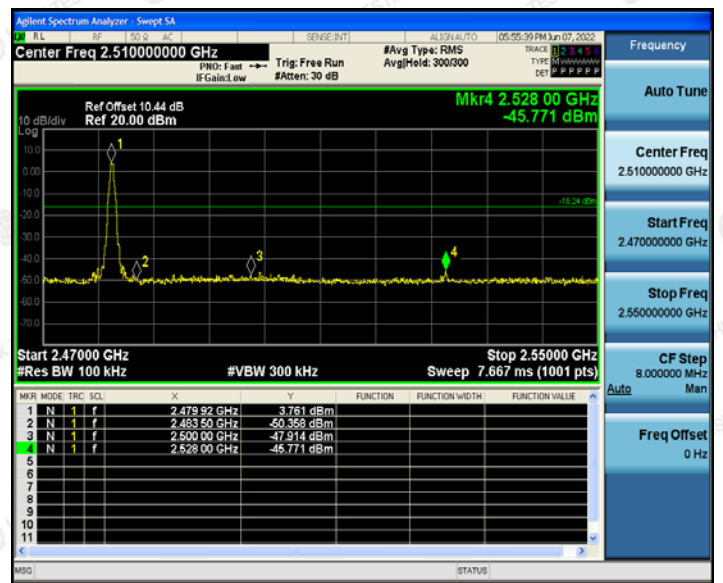 Agilent Spectrum Analyzer - Swept SA
RL RF 50 Ω AC SENSE:INT ALIGNAUTO 05:55:39 PM Jun 07, 2022
Center Freq 2.510000000 GHz
PNO: Fast
IFGain:Low
Trig: Free Run
#Atten: 30 dB
#Avg Type: RMS
Avg|Hold: 300/300
TRACE 1 2 3 4 5 6
TYPE M
DET P P P P P P
Mkr4 2.528 00 GHz
-45.771 dBm
Ref Offset 10.44 dB
10 dB/div Ref 20.00 dBm
Log
10.0
0.00
-10.0
-20.0
-30.0
-40.0
-50.0
-60.0
-70.0
1
2
3
4
-16.24 dBm
Start 2.47000 GHz Stop 2.55000 GHz
#Res BW 100 kHz #VBW 300 kHz Sweep 7.667 ms (1001 pts)
MKR MODE TRC SCL X Y FUNCTION FUNCTION WIDTH FUNCTION VALUE
1 N 1 f 2.479 92 GHz 3.761 dBm
2 N 1 f 2.483 50 GHz -50.358 dBm
3 N 1 f 2.500 00 GHz -47.914 dBm
4 N 1 f 2.528 00 GHz -45.771 dBm
5
6
7
8
9
10
11
MSG STATUS
Frequency
Auto Tune
Center Freq
2.510000000 GHz
Start Freq
2.470000000 GHz
Stop Freq
2.550000000 GHz
CF Step
8.000000 MHz
Auto Man
Freq Offset
0 Hz